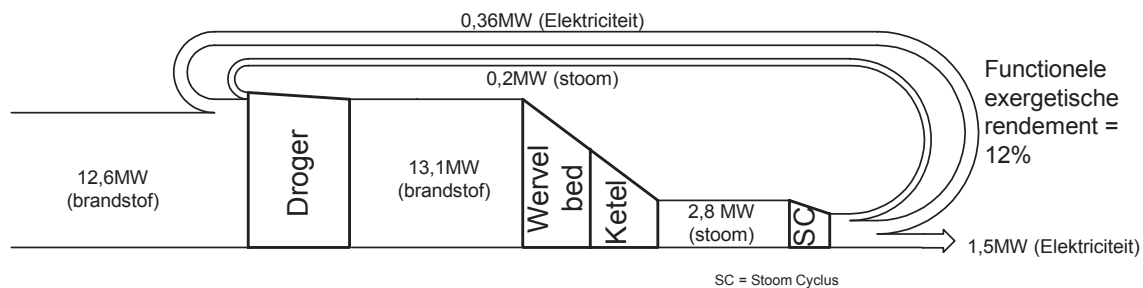 0,36MW (Elektriciteit)
0,2MW (stoom)
Functionele
exergetische
rendement =
12%
12,6MW
(brandstof)
Droger
13,1MW
(brandstof)
Wervel
bed
Ketel
2,8 MW
(stoom)
SC
1,5MW (Elektriciteit)
SC = Stoom Cyclus